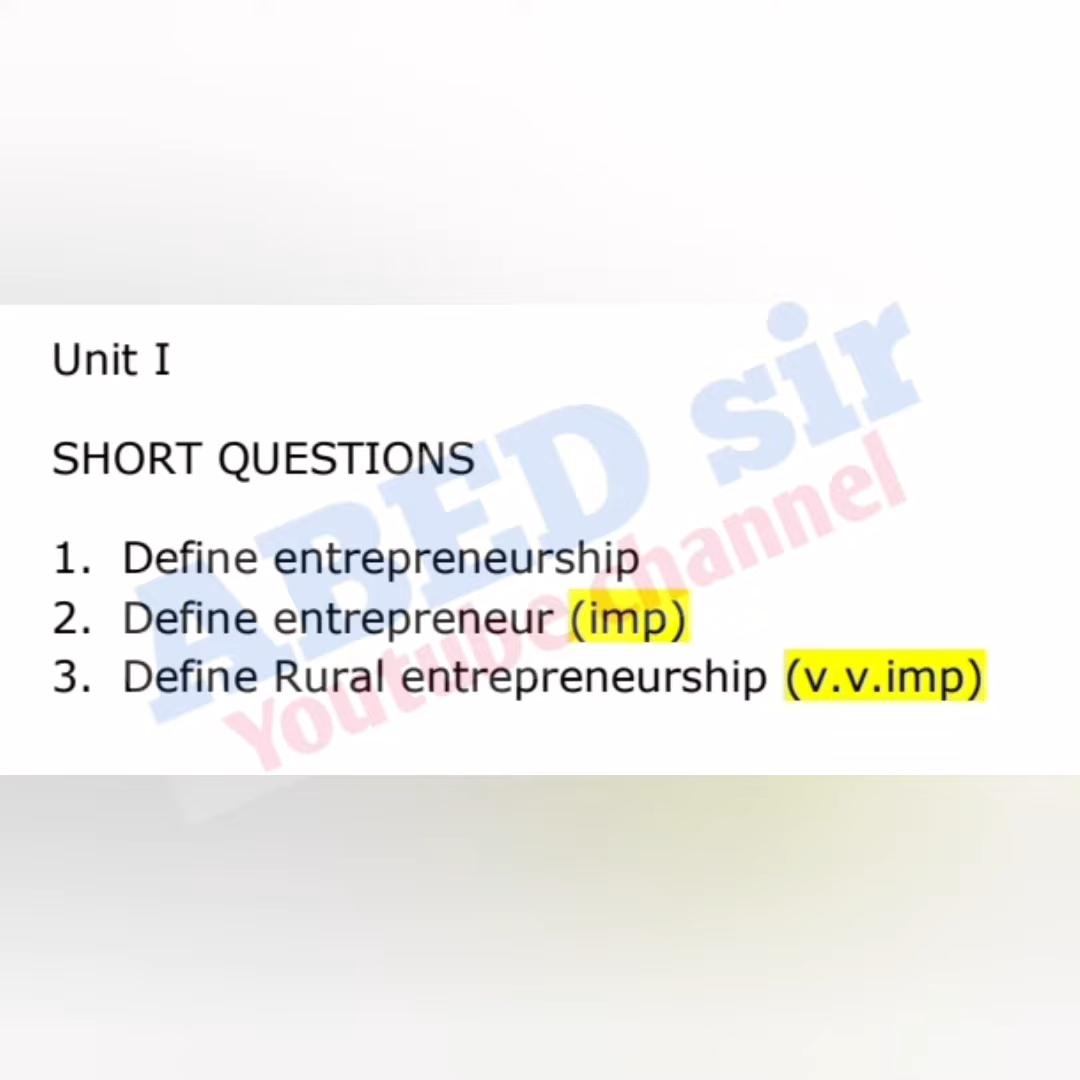 Unit I
SHORT QUESTIONS
1. Define entrepreneurship
2. Define entrepreneur (imp)
3. Define Rural entrepreneurship (v.v.imp)
ABED sir
Youtube Channel